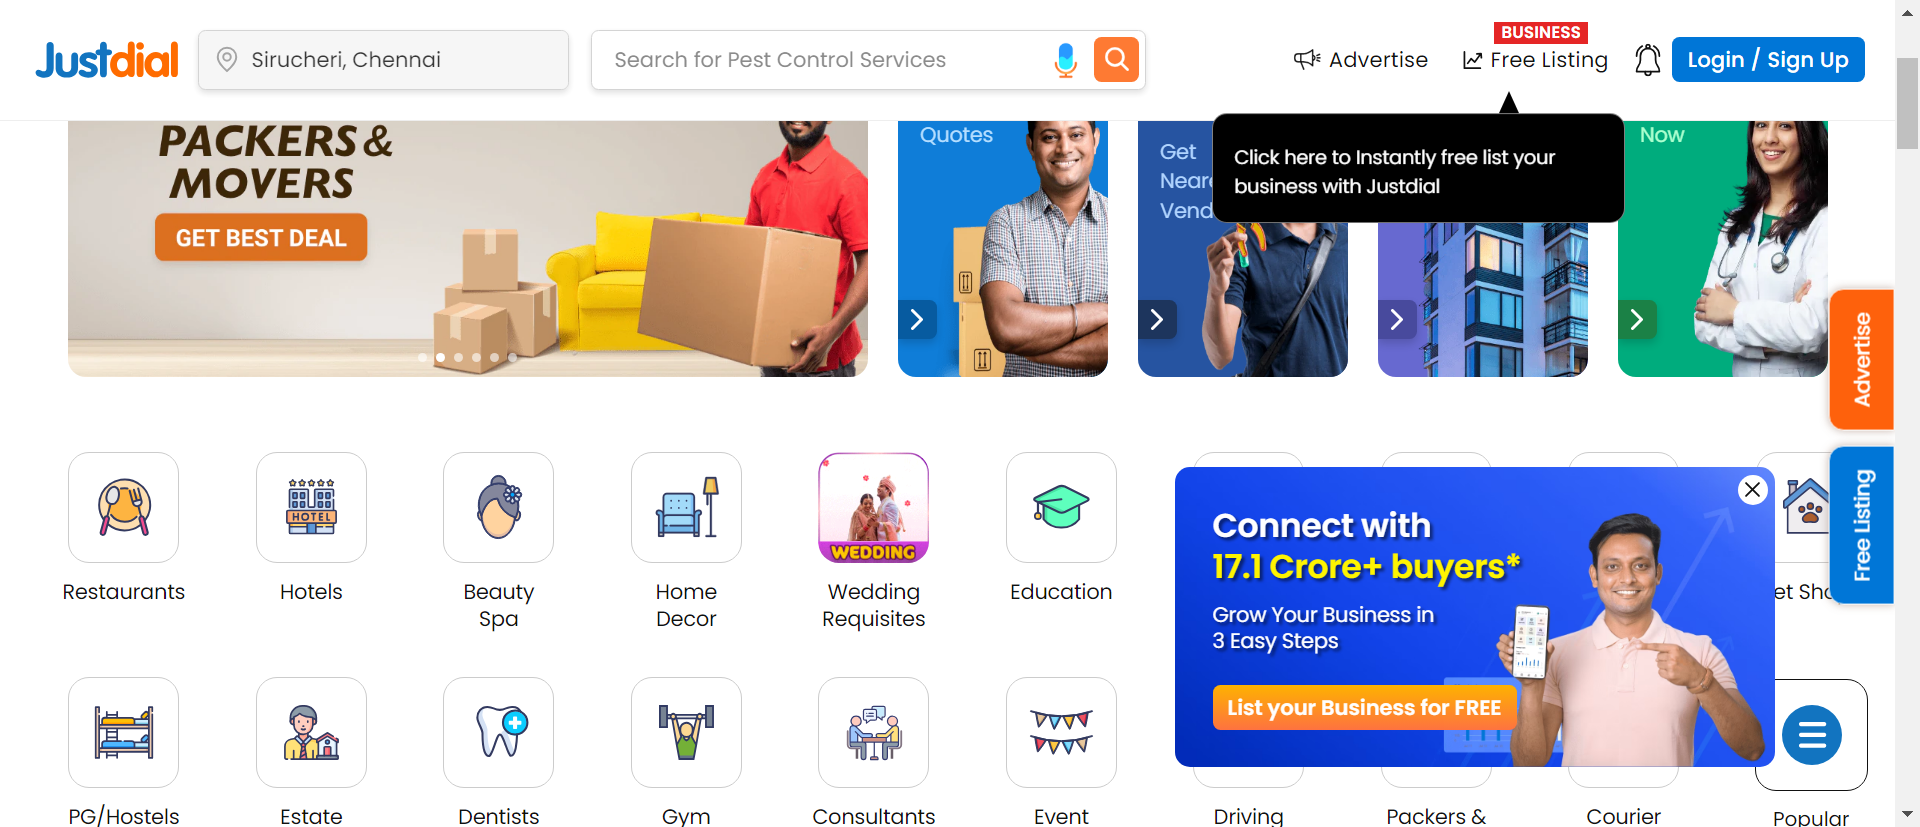 Justdial
Sirucheri, Chennai
Search for Pest Control Services
Advertise
BUSINESS
Free Listing
Login / Sign Up
Click here to Instantly free list your
business with Justdial
PACKERS &
MOVERS
GET BEST DEAL
Quotes
Get
Vend
Now
Advertise
Free Listing
HOTEL
WEDDING
Restaurants
Hotels
Beauty
Spa
Home
Decor
Wedding
Requisites
Education
Connect with
17.1 Crore+ buyers*
Grow Your Business in
3 Easy Steps
List your Business for FREE
PG/Hostels
Estate
Dentists
Gym
Consultants
Event
Driving
Packers &
Courier
Popular